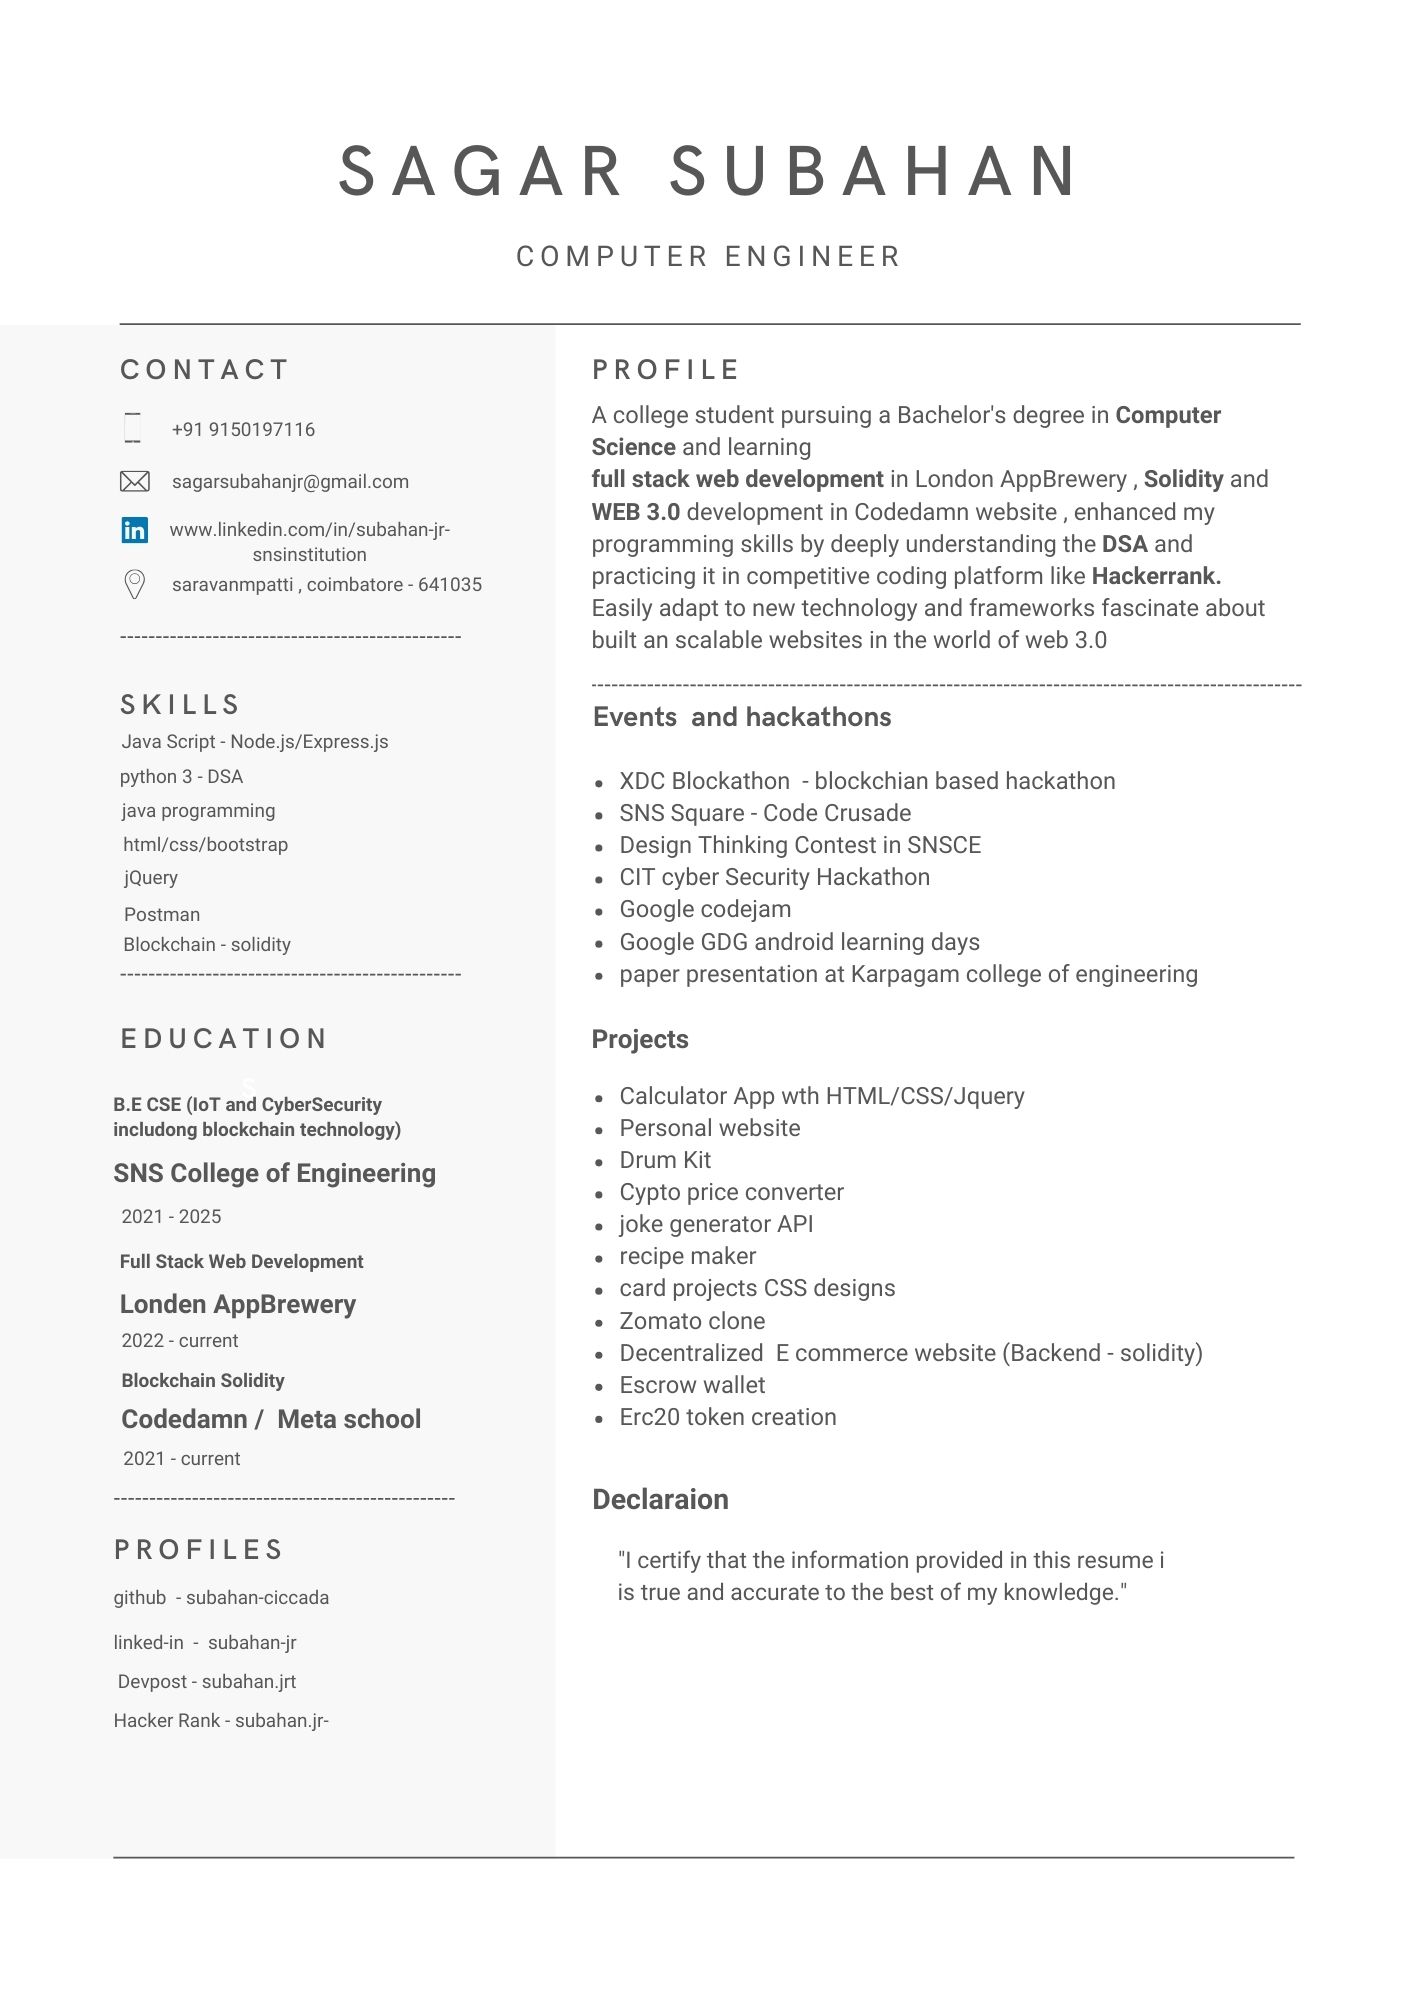 SAGAR SUBAHAN
COMPUTER ENGINEER
CONTACT
+91 9150197116
sagarsubahanjr@gmail.com
www.linkedin.com/in/subahan-jr-
snsinstitution
saravanmpatti , coimbatore - 641035
------------------------------------------------
SKILLS
Java Script - Node.js/Express.js
python 3 - DSA
java programming
html/css/bootstrap
jQuery
Postman
Blockchain - solidity
------------------------------------------------
EDUCATION
S
B.E CSE (IoT and CyberSecurity
includong blockchain technology)
SNS College of Engineering
2021 - 2025
Full Stack Web Development
Londen AppBrewery
2022 - current
Blockchain Solidity
Codedamn /  Meta school
2021 - current
------------------------------------------------
PROFILES
github  - subahan-ciccada
linked-in  -  subahan-jr
Devpost - subahan.jrt
Hacker Rank - subahan.jr-
PROFILE
A college student pursuing a Bachelor's degree in Computer
Science and learning
full stack web development in London AppBrewery , Solidity and
WEB 3.0 development in Codedamn website , enhanced my
programming skills by deeply understanding the DSA and
practicing it in competitive coding platform like Hackerrank.
Easily adapt to new technology and frameworks fascinate about
built an scalable websites in the world of web 3.0
----------------------------------------------------------------------------------------------------
Events  and hackathons
• XDC Blockathon  - blockchian based hackathon
• SNS Square - Code Crusade
• Design Thinking Contest in SNSCE
• CIT cyber Security Hackathon
• Google codejam
• Google GDG android learning days
• paper presentation at Karpagam college of engineering
Projects
• Calculator App wth HTML/CSS/Jquery
• Personal website
• Drum Kit
• Cypto price converter
• joke generator API
• recipe maker
• card projects CSS designs
• Zomato clone
• Decentralized  E commerce website (Backend - solidity)
• Escrow wallet
• Erc20 token creation
Declaraion
"I certify that the information provided in this resume i
is true and accurate to the best of my knowledge."